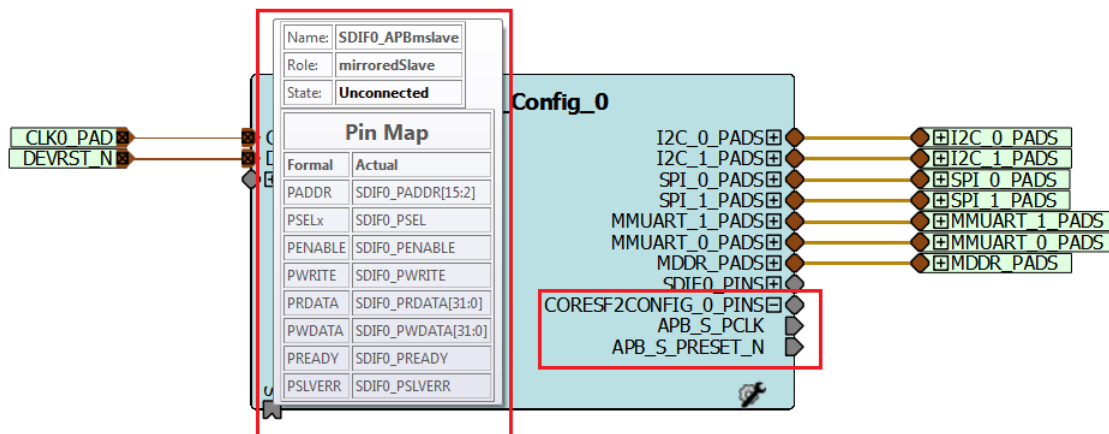 Name: SDIF0_APBmslave
Role: mirroredSlave
State: Unconnected
Pin Map
Formal Actual
PADDR SDIF0_PADDR[15:2]
PSELx SDIF0_PSEL
PENABLE SDIF0_PENABLE
PWRITE SDIF0_PWRITE
PRDATA SDIF0_PRDATA[31:0]
PWDATA SDIF0_PWDATA[31:0]
PREADY SDIF0_PREADY
PSLVERR SDIF0_PSLVERR
_Config_0
CLK0_PAD
DEVRST_N
I2C_0_PADS
I2C_1_PADS
SPI_0_PADS
SPI_1_PADS
MMUART_1_PADS
MMUART_0_PADS
MDDR_PADS
SDIF0_PINS
CORESF2CONFIG_0_PINS
APB_S_PCLK
APB_S_PRESET_N
I2C_0_PADS
I2C_1_PADS
SPI_0_PADS
SPI_1_PADS
MMUART_1_PADS
MMUART_0_PADS
MDDR_PADS